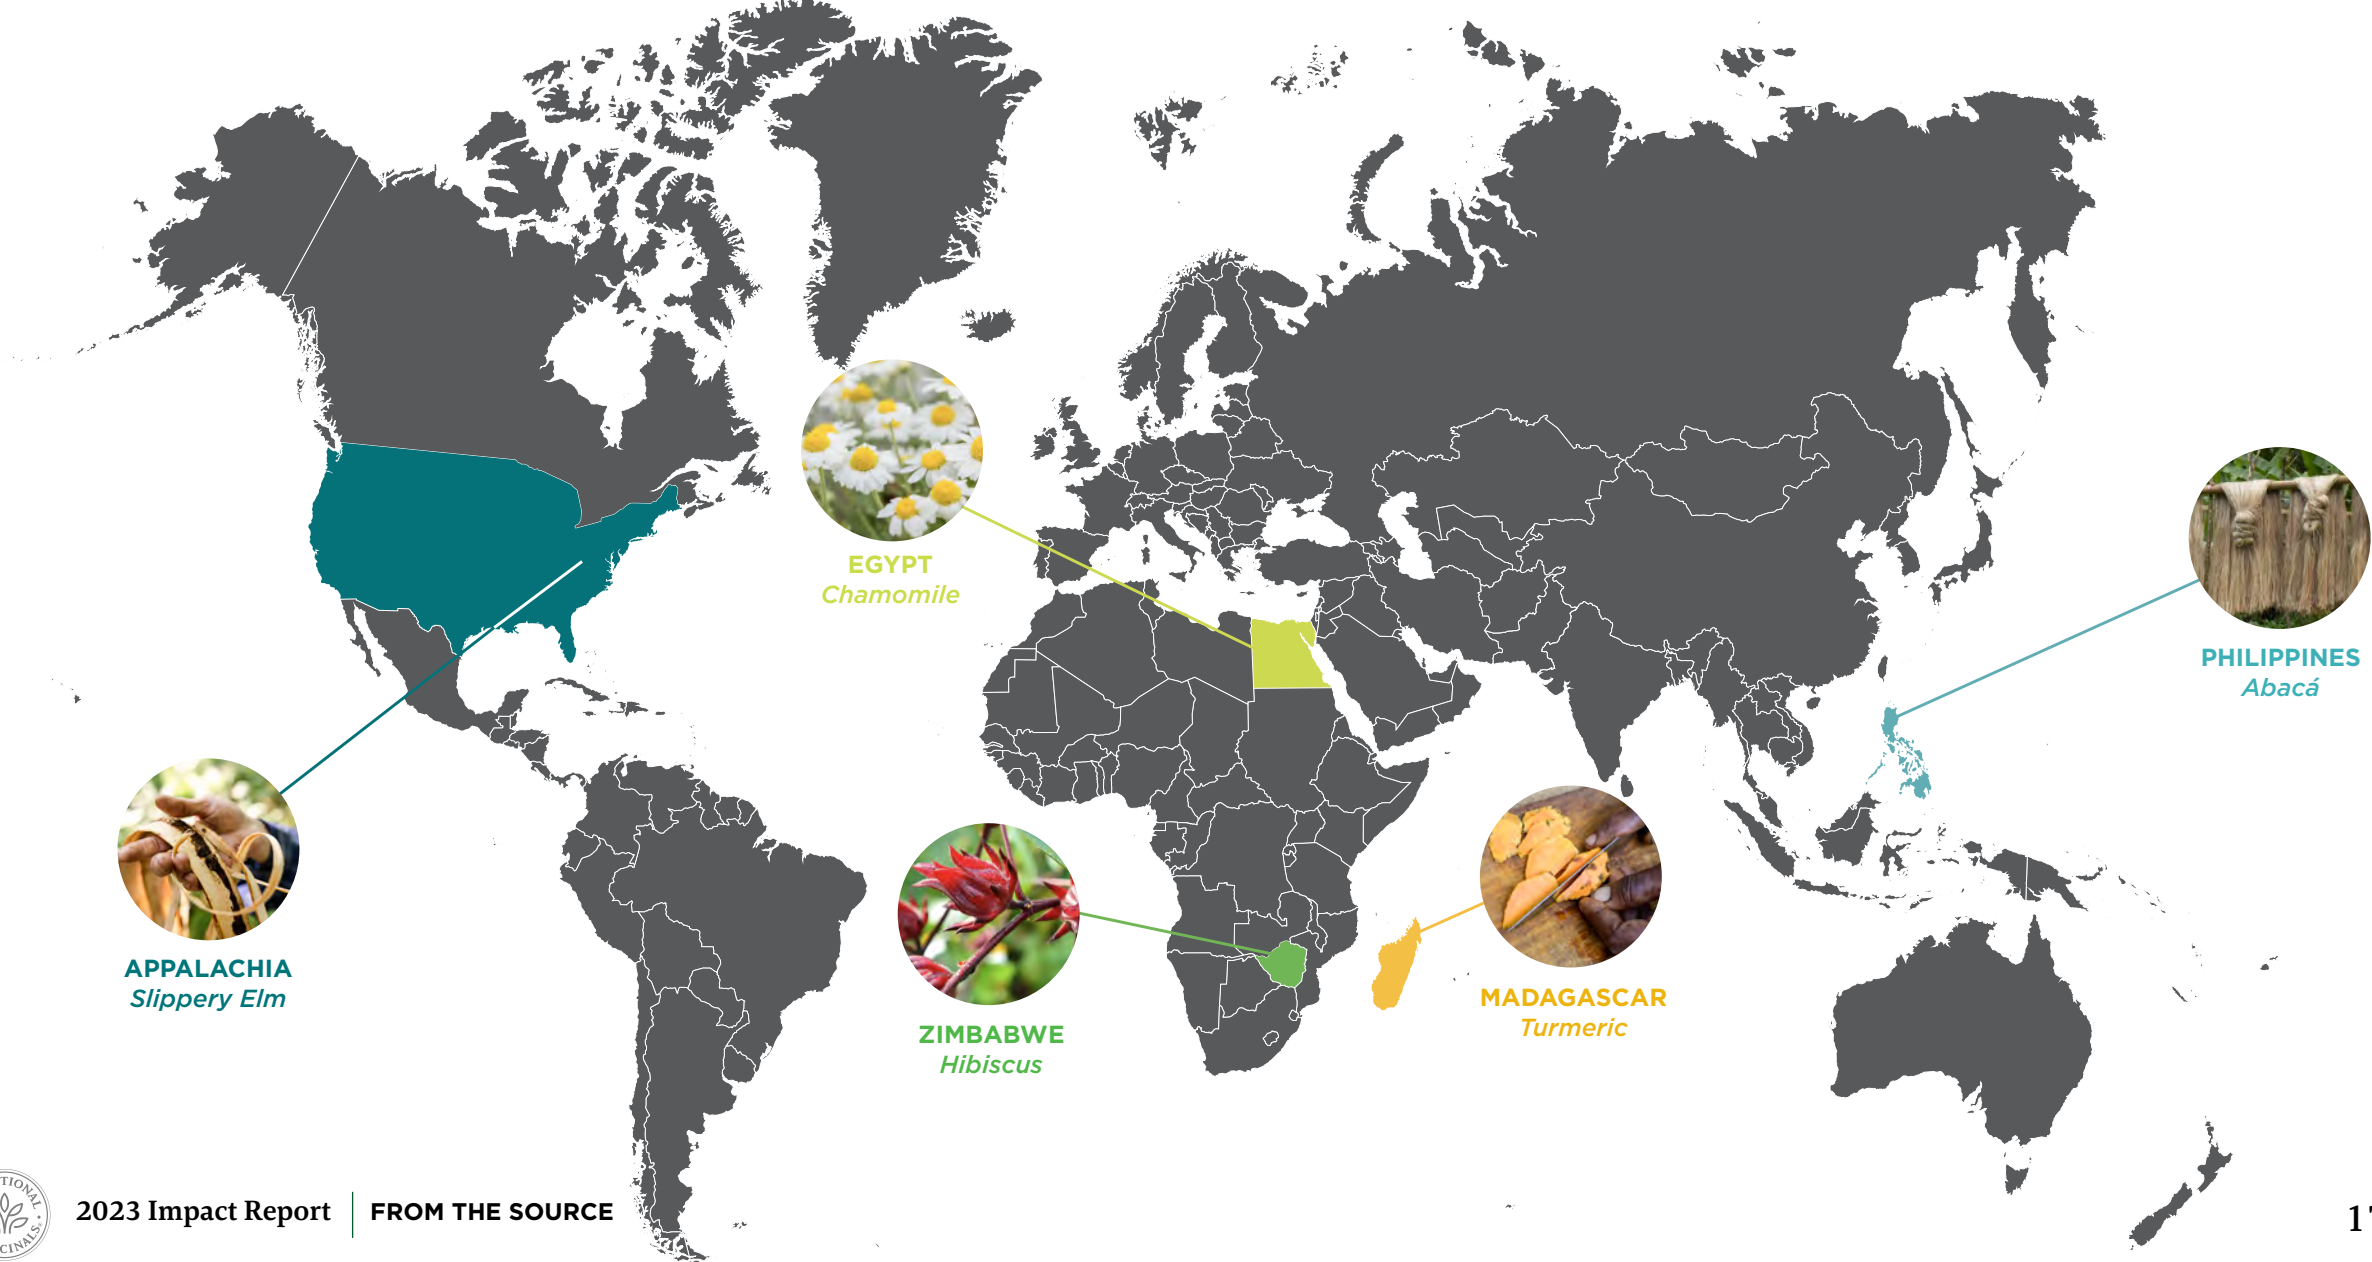 EGYPT
Chamomile
PHILIPPINES
Abacá
APPALACHIA
Slippery Elm
ZIMBABWE
Hibiscus
MADAGASCAR
Turmeric
2023 Impact Report | FROM THE SOURCE